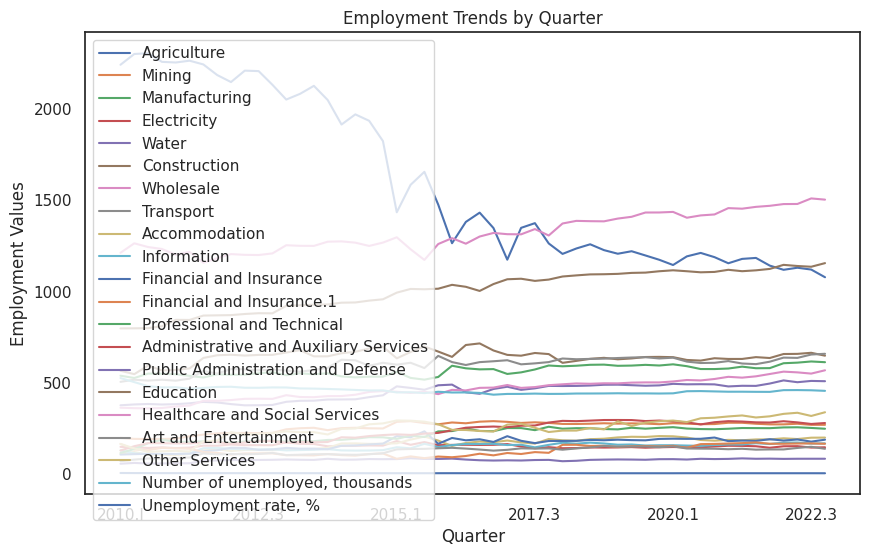 Employment Trends by Quarter
Employment Values
2000
1500
1000
500
0
Agriculture
Mining
Manufacturing
Electricity
Water
Construction
Wholesale
Transport
Accommodation
Information
Financial and Insurance
Financial and Insurance.1
Professional and Technical
Administrative and Auxiliary Services
Public Administration and Defense
Education
Healthcare and Social Services
Art and Entertainment
Other Services
Number of unemployed, thousands
Unemployment rate, %
2010.1 2012.3 2015.1 2017.3 2020.1 2022.3
Quarter